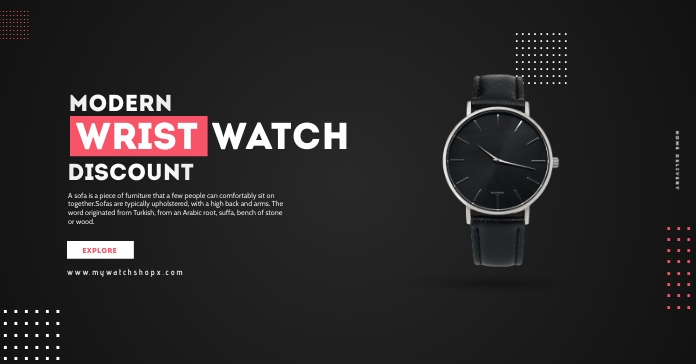 MODERN
WRIST WATCH
DISCOUNT
A sofa is a piece of furniture that a few people can comfortably sit on
together.Sofas are typically upholstered, with a high back and arms. The
word originated from Turkish, from an Arabic root, suffa, bench of stone
or wood.
EXPLORE
www.mywatchshopx.com
HOME DELIVERY